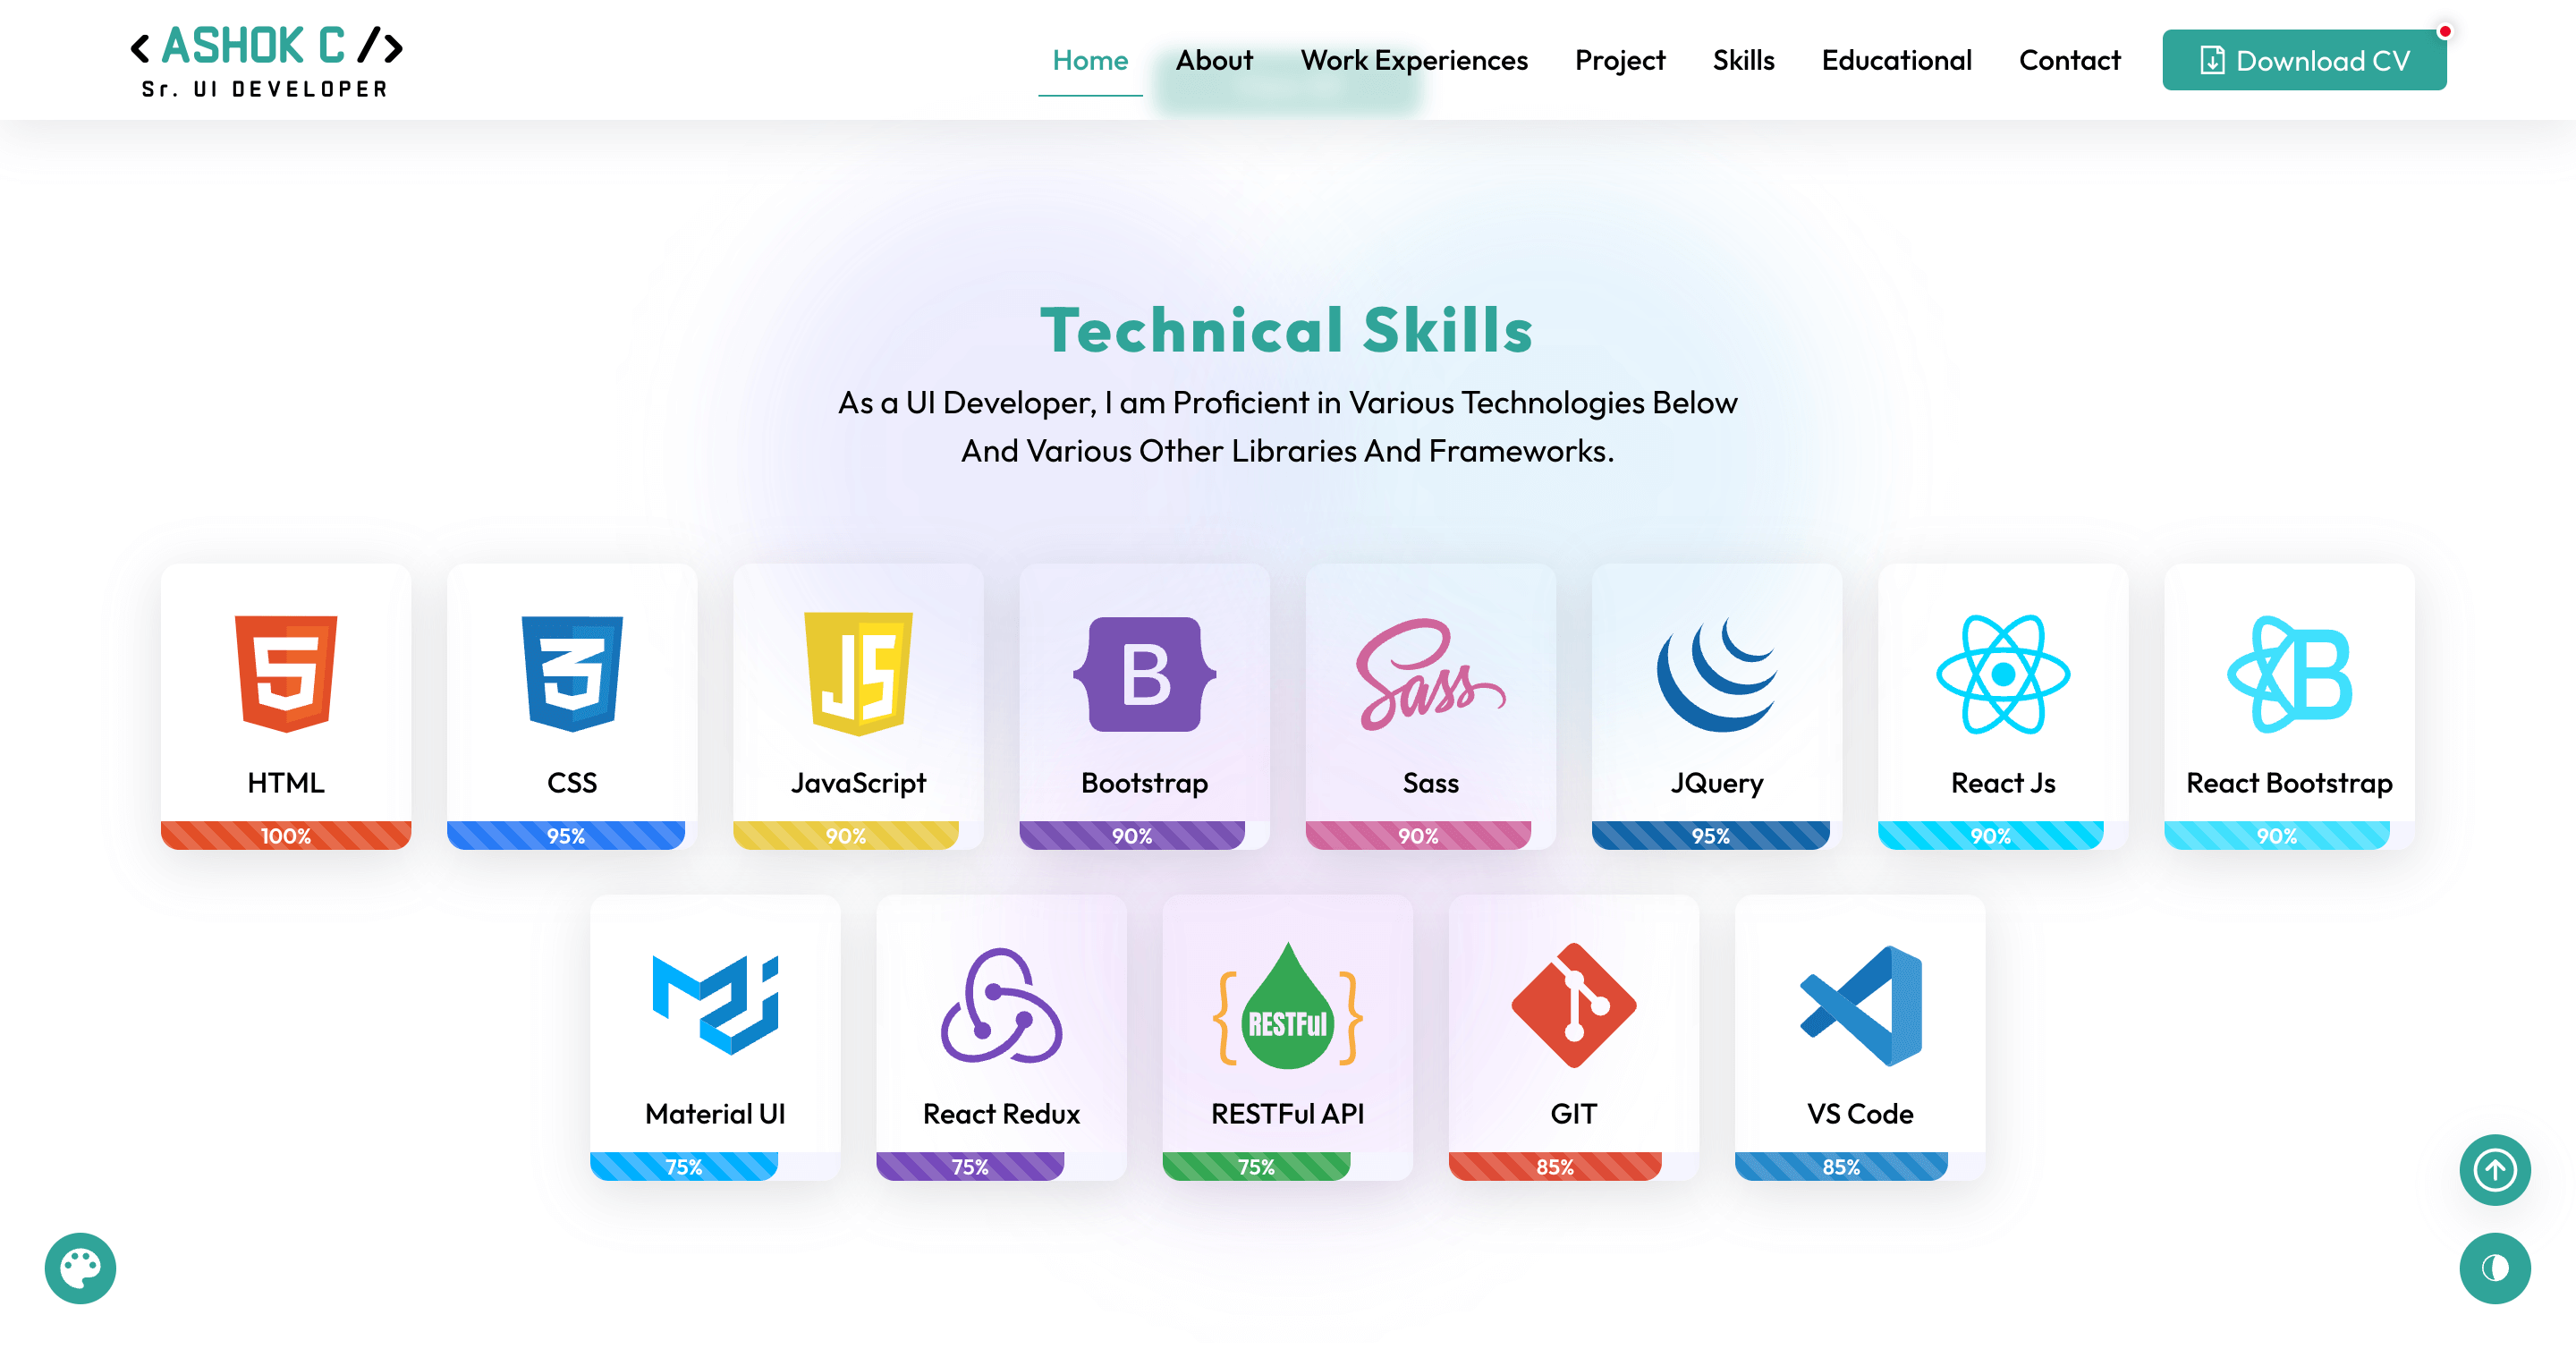 < ASHOK C />
Sr. UI DEVELOPER
Home About Work Experiences Project Skills Educational Contact Download CV
Technical Skills
As a UI Developer, I am Proficient in Various Technologies Below
And Various Other Libraries And Frameworks.
JS B Sass B
HTML CSS JavaScript Bootstrap Sass JQuery React Js React Bootstrap
100% 95% 90% 90% 90% 95% 90% 90%
{RESTFul}
Material UI React Redux RESTFul API GIT VS Code
75% 75% 75% 85% 85%